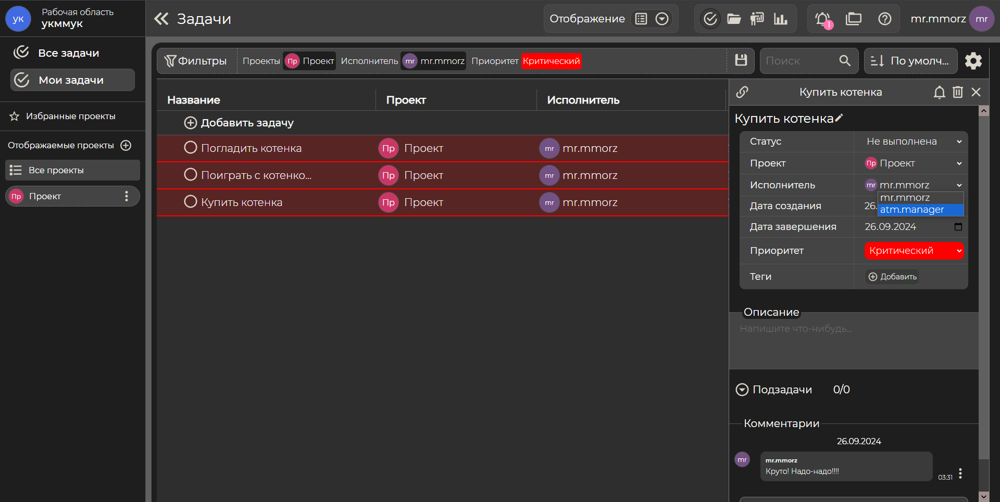 ук
Рабочая область
укммук
Задачи
Отображение
1
mr.mmorz
mr
Все задачи
Мои задачи
Избранные проекты
Отображаемые проекты
Все проекты
Пр Проект
Фильтры
Проекты Пр Проект Исполнитель mr mr.mmorz Приоритет Критический
Поиск
По умолч...
Название Проект Исполнитель
Добавить задачу
Погладить котенка Пр Проект mr mr.mmorz
Поиграть с котенко... Пр Проект mr mr.mmorz
Купить котенка Пр Проект mr mr.mmorz
Купить котенка
Купить котенка
Статус Не выполнена
Проект Пр Проект
Исполнитель mr mr.mmorz
mr.mmorz
atm.manager
Дата создания 26.
Дата завершения 26.09.2024
Приоритет Критический
Теги Добавить
Описание
Напишите что-нибудь...
Подзадачи 0/0
Комментарии
26.09.2024
mr
mr.mmorz
Круто! Надо-надо!!!!
03:31